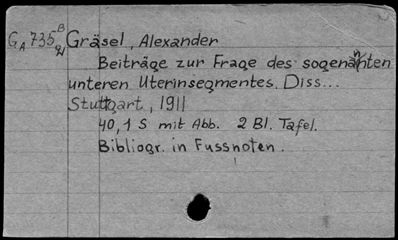 GA 735 B Gräsel, Alexander
Beiträge zur Frage des sogenannten
unteren Uterinsegmentes. Diss...
Stuttgart, 1911
40,1 S mit Abb. 2 Bl. Tafel.
Bibliogr. in Fussnoten.